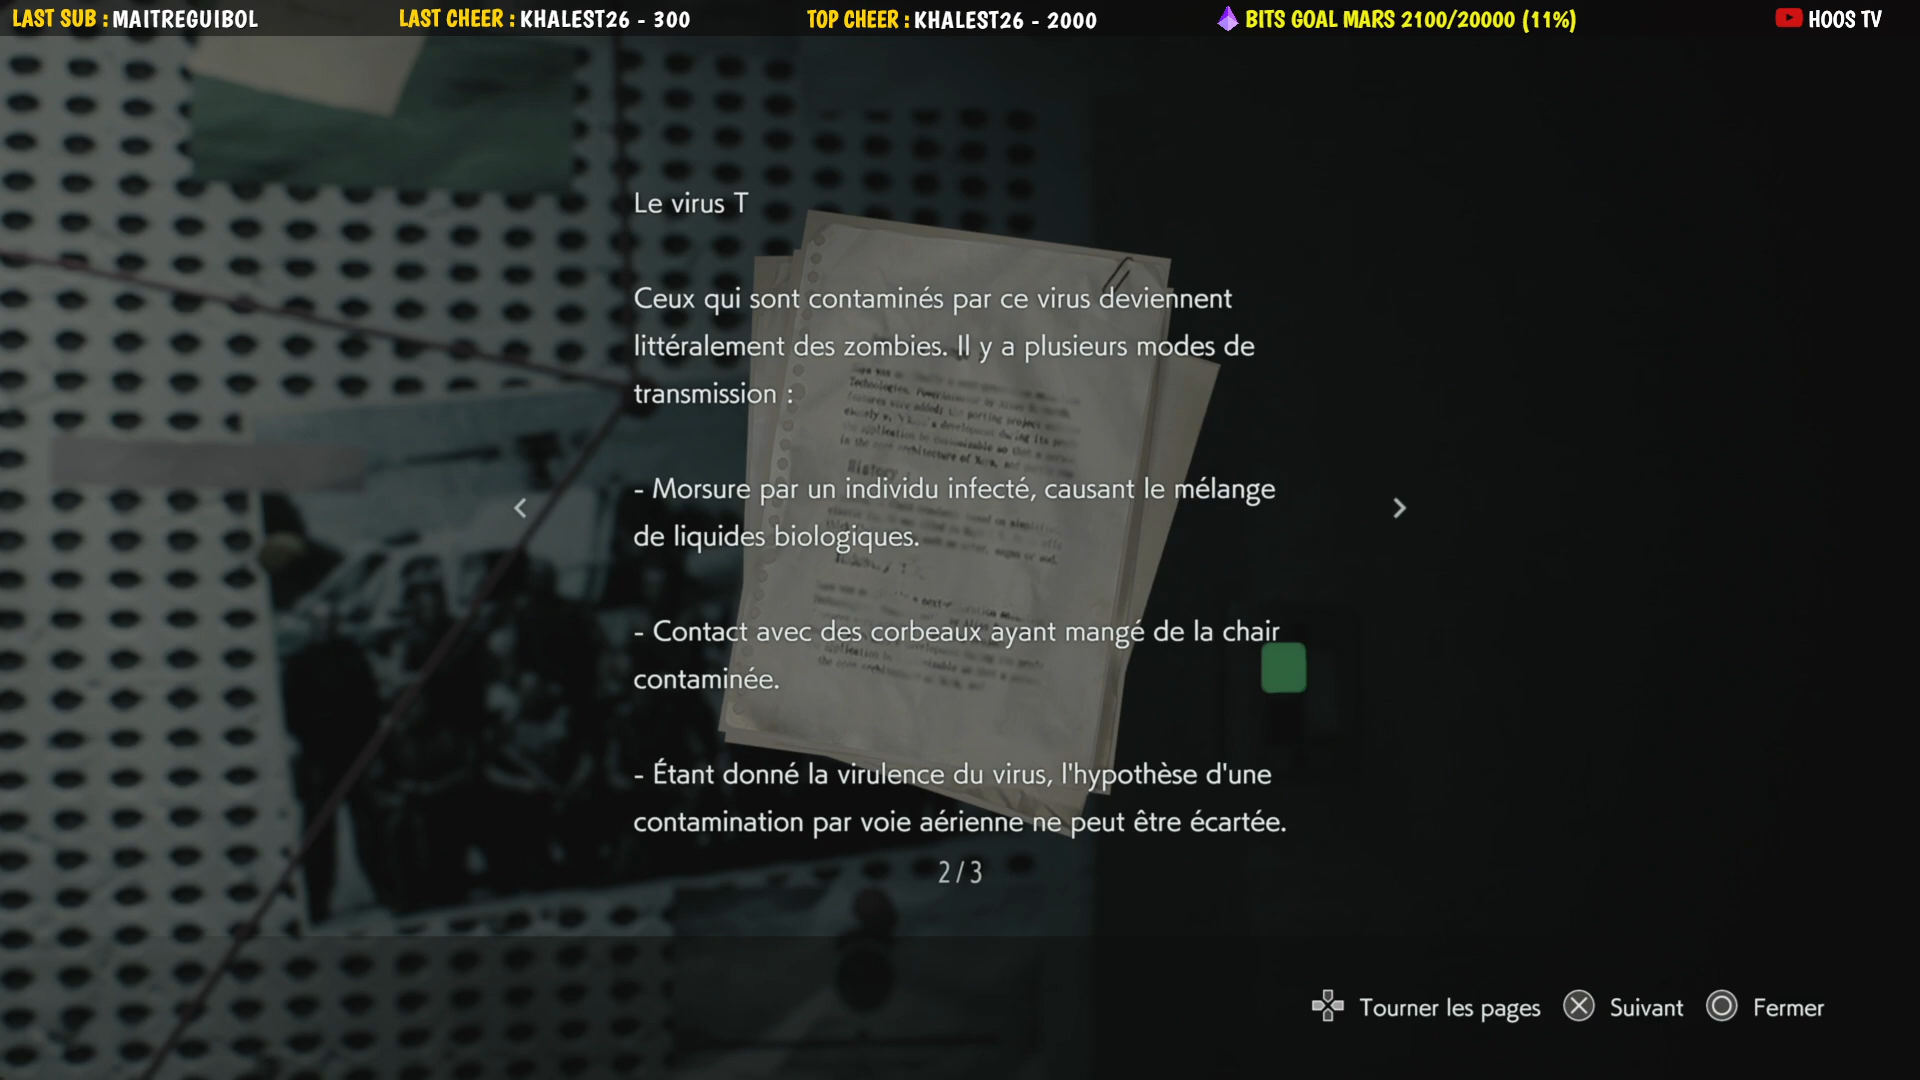 LAST SUB : MAITREGUIBOL
LAST CHEER : KHALEST26 - 300
TOP CHEER : KHALEST26 - 2000
BITS GOAL MARS 2100/20000 (11%)
HOOS TV
Le virus T
Ceux qui sont contaminés par ce virus deviennent
littéralement des zombies. Il y a plusieurs modes de
transmission :
- Morsure par un individu infecté, causant le mélange
de liquides biologiques.
- Contact avec des corbeaux ayant mangé de la chair
contaminée.
- Étant donné la virulence du virus, l'hypothèse d'une
contamination par voie aérienne ne peut être écartée.
2 / 3
Tourner les pages
Suivant
Fermer